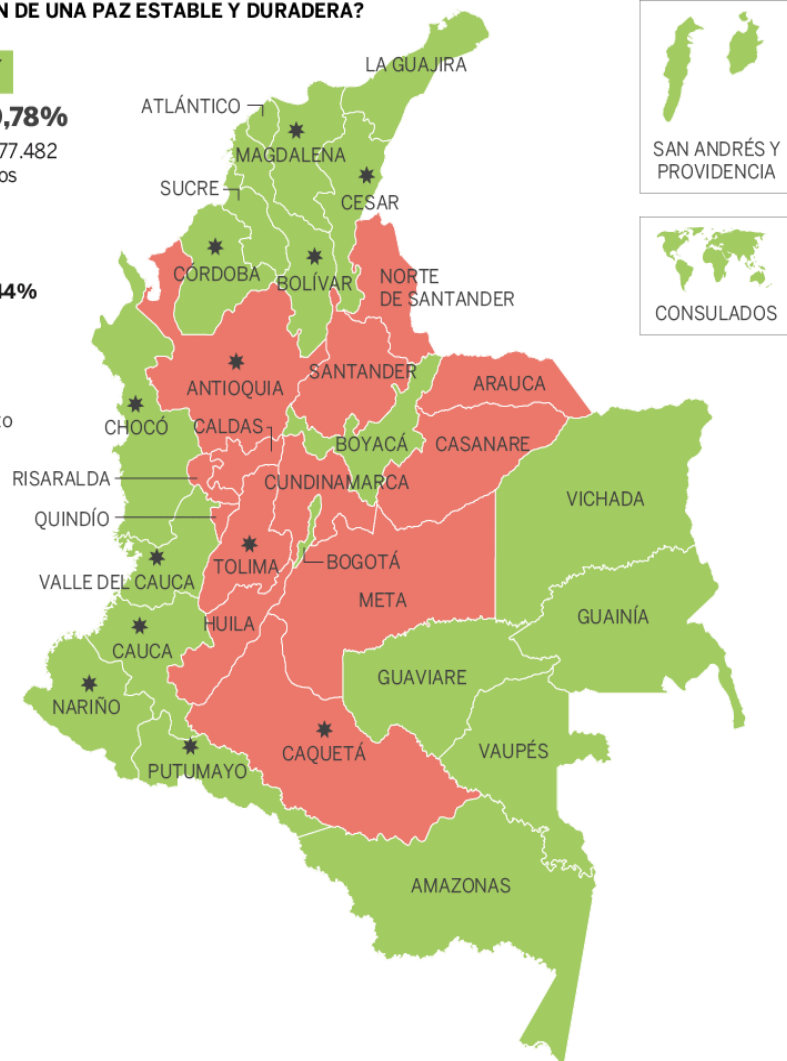 N DE UNA PAZ ESTABLE Y DURADERA?
,78%
77.482
os
44%
LA GUAJIRA
ATLÁNTICO
MAGDALENA
SUCRE
CESAR
CÓRDOBA
BOLÍVAR
NORTE
DE SANTANDER
SAN ANDRÉS Y
PROVIDENCIA
CONSULADOS
ANTIOQUIA
SANTANDER
ARAUCA
CHOCÓ
CALDAS
BOYACÁ
CASANARE
RISARALDA
CUNDINAMARCA
VICHADA
QUINDÍO
TOLIMA
BOGOTÁ
VALLE DEL CAUCA
META
GUAINÍA
CAUCA
HUILA
NARIÑO
GUAVIARE
PUTUMAYO
CAQUETÁ
VAUPÉS
AMAZONAS